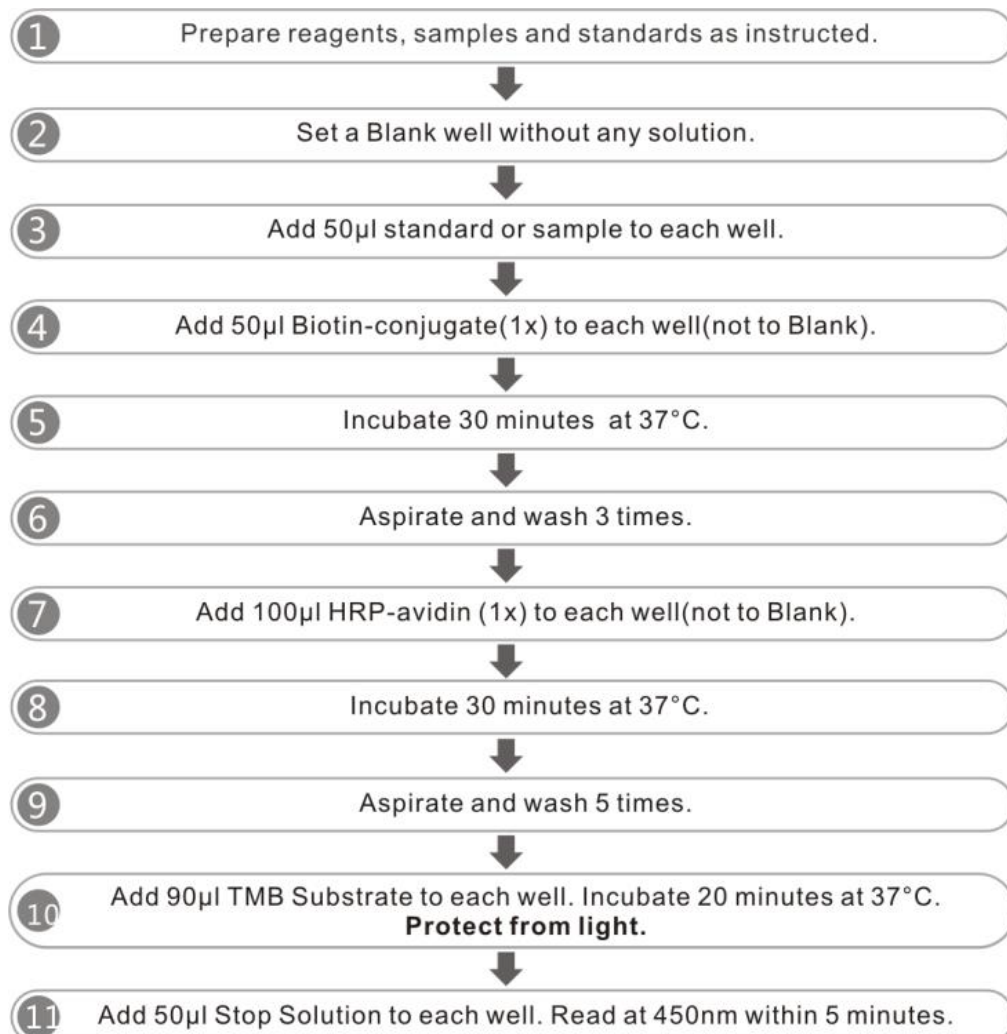 1 Prepare reagents, samples and standards as instructed.
2 Set a Blank well without any solution.
3 Add 50µl standard or sample to each well.
4 Add 50µl Biotin-conjugate(1x) to each well(not to Blank).
5 Incubate 30 minutes at 37°C.
6 Aspirate and wash 3 times.
7 Add 100µl HRP-avidin (1x) to each well(not to Blank).
8 Incubate 30 minutes at 37°C.
9 Aspirate and wash 5 times.
10 Add 90µl TMB Substrate to each well. Incubate 20 minutes at 37°C.
Protect from light.
11 Add 50µl Stop Solution to each well. Read at 450nm within 5 minutes.